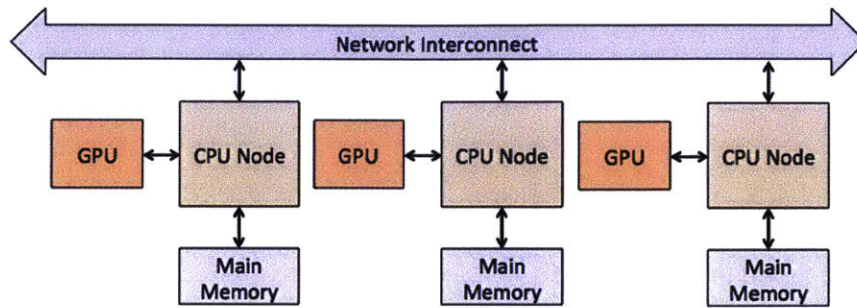 Network Interconnect
GPU
CPU Node
GPU
CPU Node
GPU
CPU Node
Main
Memory
Main
Memory
Main
Memory